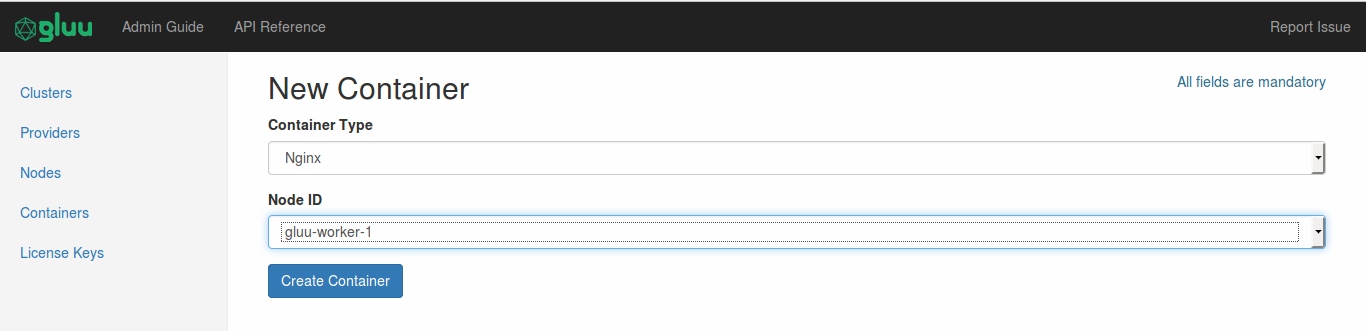 gluu Admin Guide API Reference Report Issue
Clusters
Providers
Nodes
Containers
License Keys
New Container
All fields are mandatory
Container Type
Nginx
Node ID
gluu-worker-1
Create Container